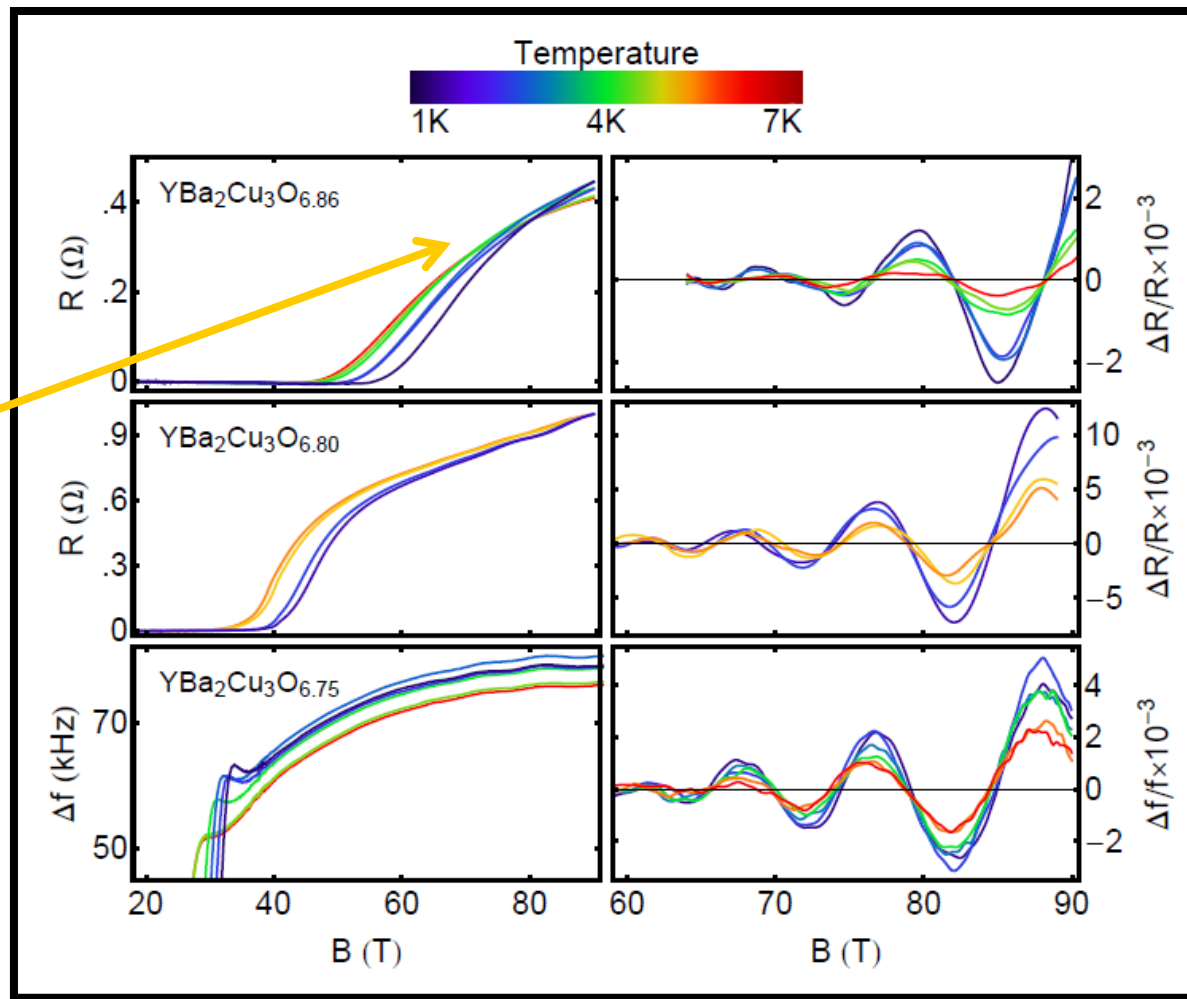 Temperature
1K 4K 7K
YBa₂Cu₃O₆.₈₆
R (Ω)
.4
.2
0
2
0
−2
ΔR/R×10⁻³
YBa₂Cu₃O₆.₈₀
R (Ω)
.9
.6
.3
0
10
5
0
−5
ΔR/R×10⁻³
YBa₂Cu₃O₆.₇₅
Δf (kHz)
70
50
4
2
0
−2
Δf/f×10⁻³
20 40 60 80
60 70 80 90
B (T)
B (T)